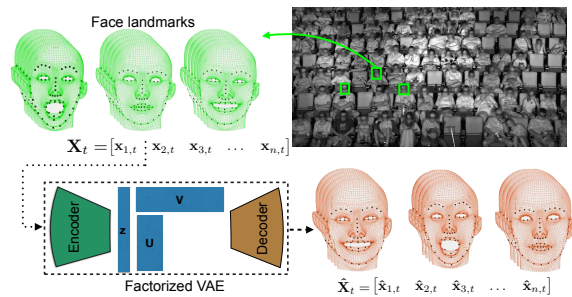 Face landmarks
X_t = [x_{1,t} x_{2,t} x_{3,t} … x_{n,t}]
Encoder
z
V
U
Decoder
Factorized VAE
X̂_t = [x̂_{1,t} x̂_{2,t} x̂_{3,t} … x̂_{n,t}]